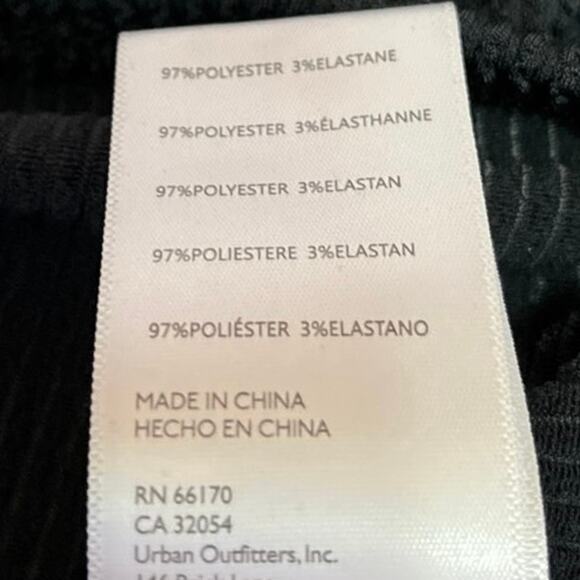 97%POLYESTER 3%ELASTANE
97%POLYESTER 3%ÉLASTHANNE
97%POLYESTER 3%ELASTAN
97%POLIESTERE 3%ELASTAN
97%POLIÉSTER 3%ELASTANO
MADE IN CHINA
HECHO EN CHINA
RN 66170
CA 32054
Urban Outfitters, Inc.